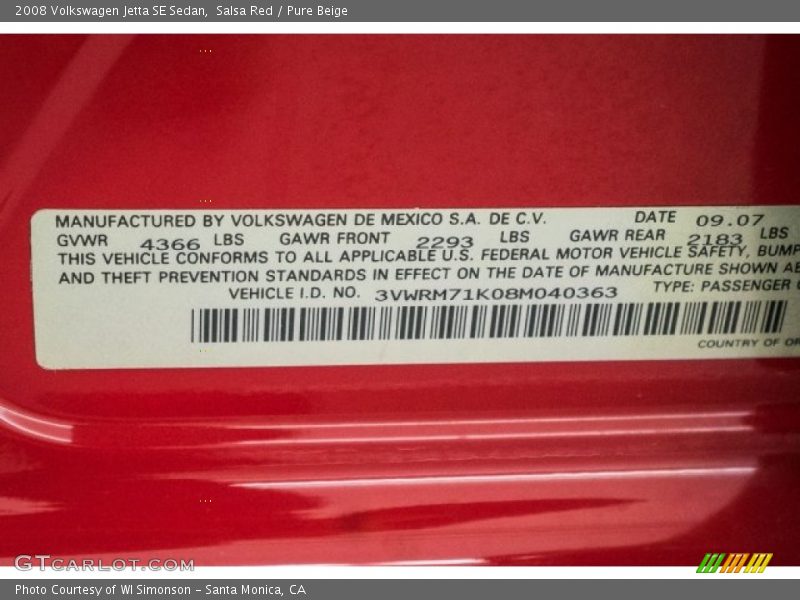 2008 Volkswagen Jetta SE Sedan, Salsa Red / Pure Beige
MANUFACTURED BY VOLKSWAGEN DE MEXICO S.A. DE C.V. DATE 09.07
GVWR 4366 LBS GAWR FRONT 2293 LBS GAWR REAR 2183 LBS
THIS VEHICLE CONFORMS TO ALL APPLICABLE U.S. FEDERAL MOTOR VEHICLE SAFETY, BUMP
AND THEFT PREVENTION STANDARDS IN EFFECT ON THE DATE OF MANUFACTURE SHOWN AB
VEHICLE I.D. NO. 3VWRM71K08M040363 TYPE: PASSENGER
COUNTRY OF OR
GTCARLOT.COM
Photo Courtesy of WI Simonson - Santa Monica, CA